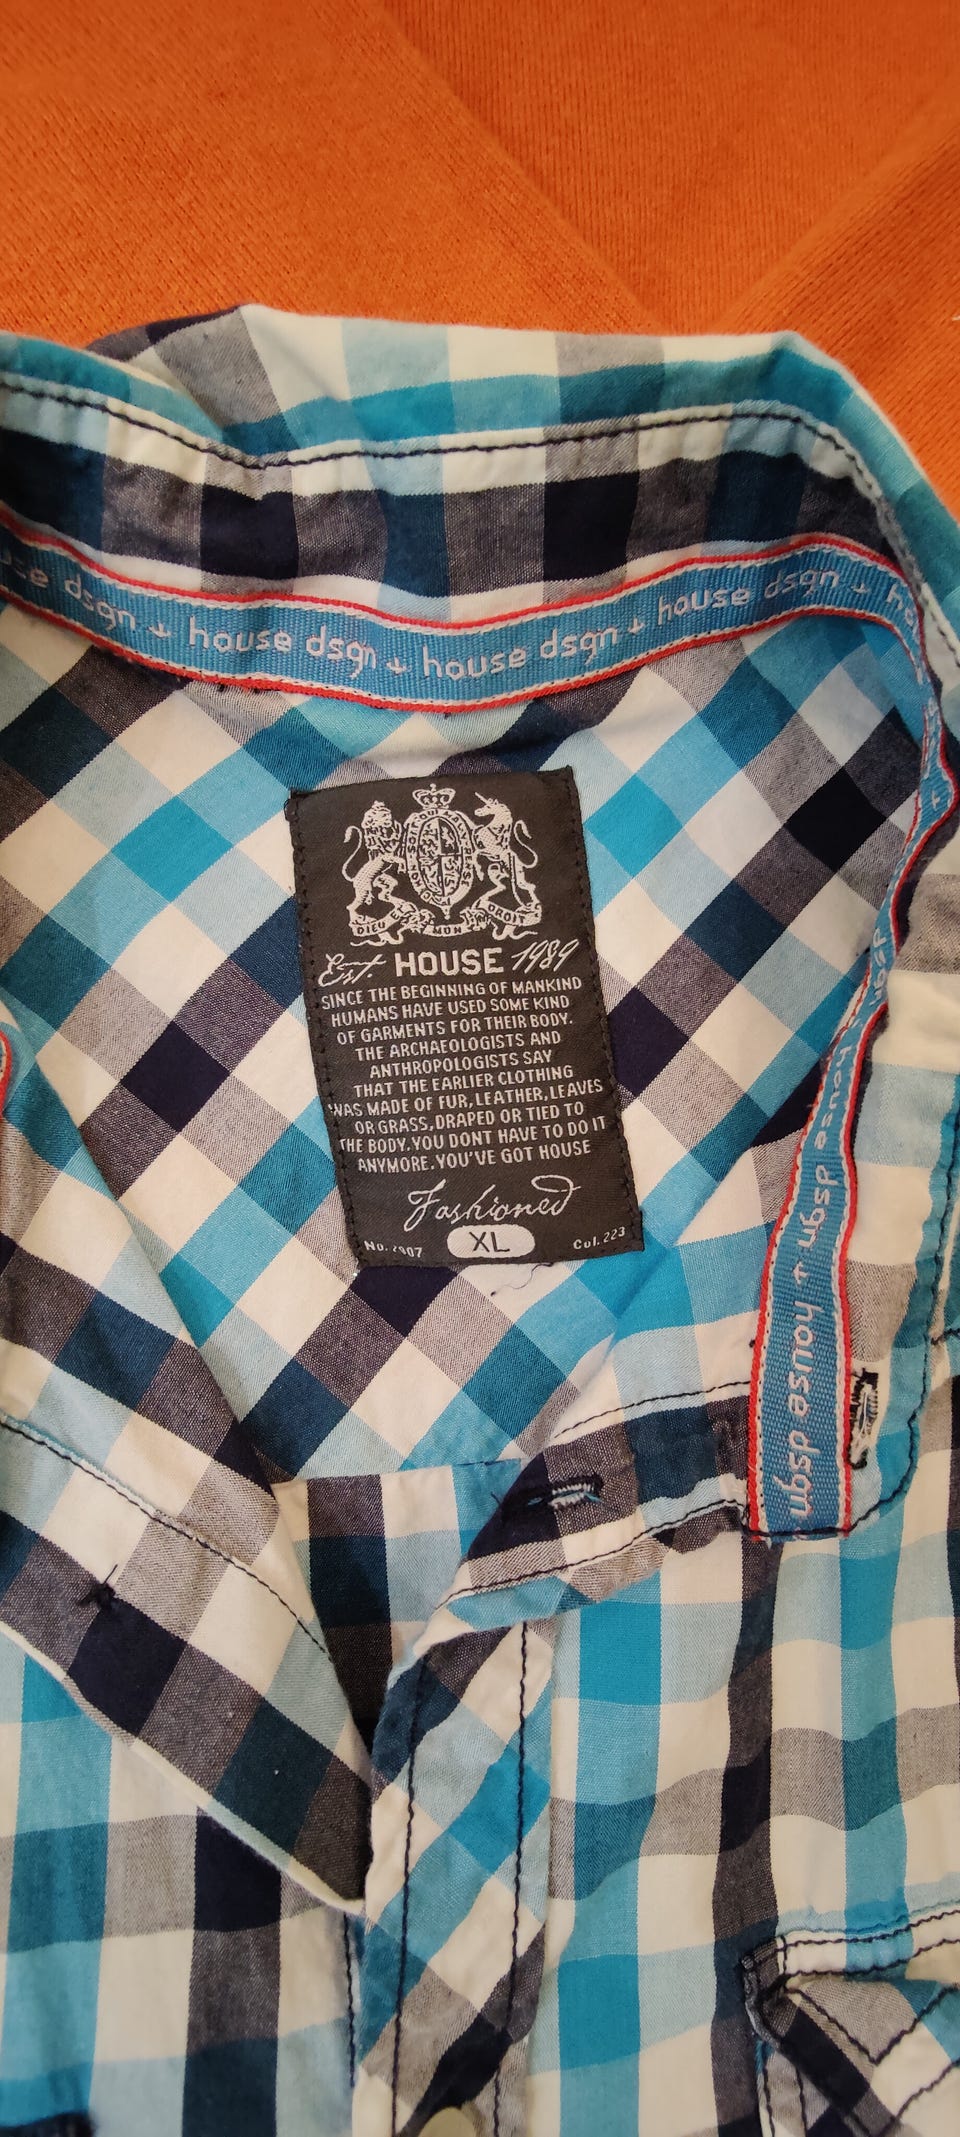 use dsgn house dsgn house dsgn house dsgn
DIEU ET MON DROIT
Est. HOUSE 1989
SINCE THE BEGINNING OF MANKIND
HUMANS HAVE USED SOME KIND
OF GARMENTS FOR THEIR BODY.
THE ARCHAEOLOGISTS AND
ANTHROPOLOGISTS SAY
THAT THE EARLIER CLOTHING
WAS MADE OF FUR, LEATHER, LEAVES
OR GRASS, DRAPED OR TIED TO
THE BODY. YOU DONT HAVE TO DO IT
ANYMORE. YOU'VE GOT HOUSE
Fashioned
XL
Col. 223
house dsgn
house dsgn